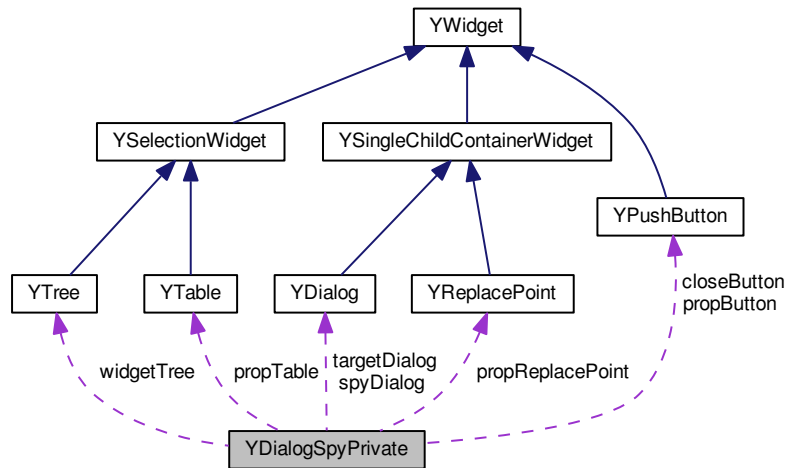 YWidget
YSelectionWidget
YSingleChildContainerWidget
YPushButton
YTree
YTable
YDialog
YReplacePoint
closeButton
propButton
widgetTree
propTable
targetDialog
spyDialog
propReplacePoint
YDialogSpyPrivate